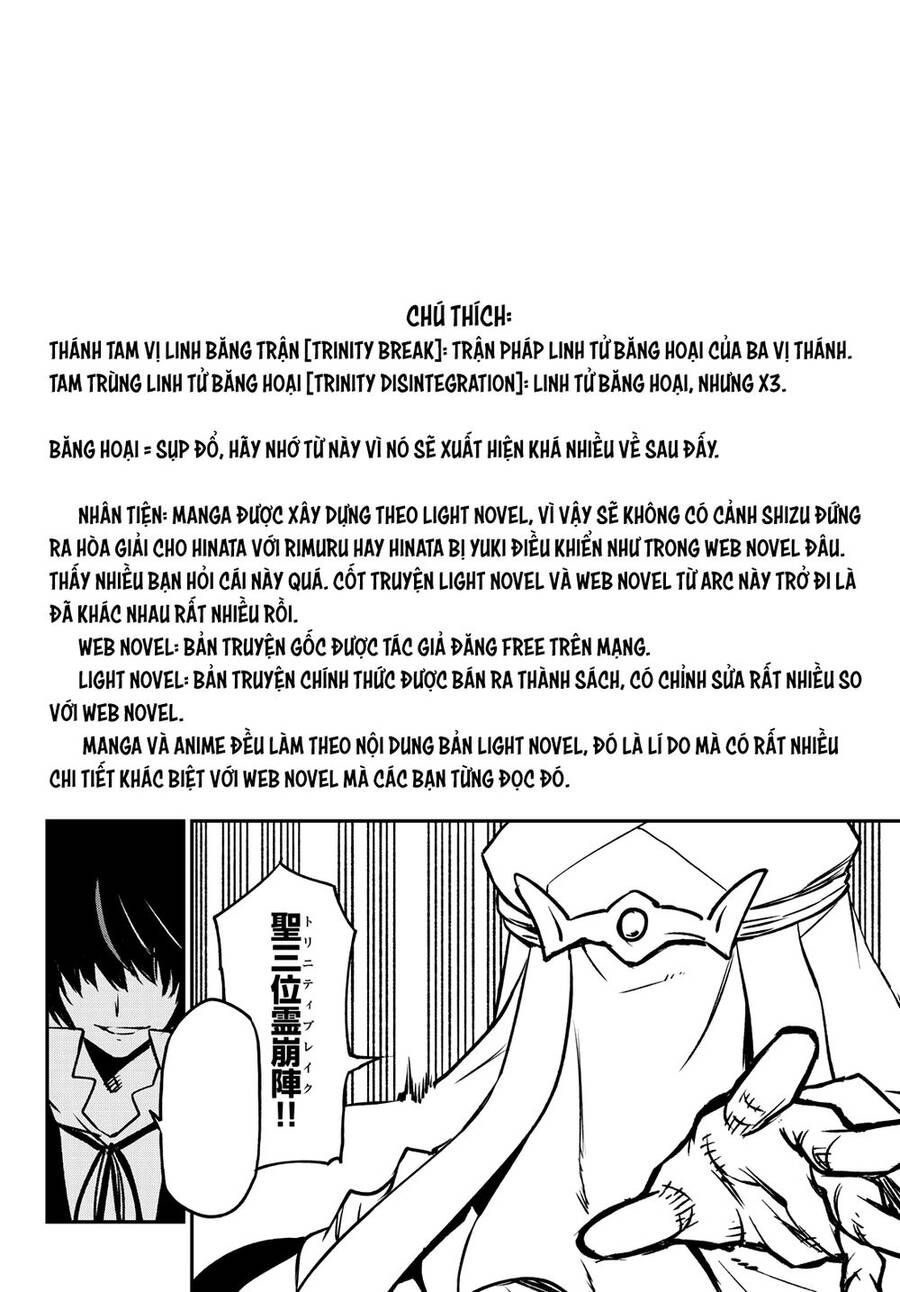 CHÚ THÍCH:
THÁNH TAM VỊ LINH BĂNG TRẬN [TRINITY BREAK]: TRẬN PHÁP LINH TỬ BĂNG HOẠI CỦA BA VỊ THÁNH.
TAM TRÙNG LINH TỬ BĂNG HOẠI [TRINITY DISINTEGRATION]: LINH TỬ BĂNG HOẠI, NHƯNG X3.
BĂNG HOẠI = SỤP ĐỔ, HÃY NHỚ TỪ NÀY VÌ NÓ SẼ XUẤT HIỆN KHÁ NHIỀU VỀ SAU ĐẤY.
NHÂN TIỆN: MANGA ĐƯỢC XÂY DỰNG THEO LIGHT NOVEL, VÌ VẬY SẼ KHÔNG CÓ CẢNH SHIZU ĐỨNG
RA HÒA GIẢI CHO HINATA VỚI RIMURU HAY HINATA BỊ YUKI ĐIỀU KHIỂN NHƯ TRONG WEB NOVEL ĐÂU.
THẤY NHIỀU BẠN HỎI CÁI NÀY QUÁ. CỐT TRUYỆN LIGHT NOVEL VÀ WEB NOVEL TỪ ARC NÀY TRỞ ĐI LÀ
ĐÃ KHÁC NHAU RẤT NHIỀU RỒI.
WEB NOVEL: BẢN TRUYỆN GỐC ĐƯỢC TÁC GIẢ ĐĂNG FREE TRÊN MẠNG.
LIGHT NOVEL: BẢN TRUYỆN CHÍNH THỨC ĐƯỢC BÁN RA THÀNH SÁCH, CÓ CHỈNH SỬA RẤT NHIỀU SO
VỚI WEB NOVEL.
MANGA VÀ ANIME ĐỀU LÀM THEO NỘI DUNG BẢN LIGHT NOVEL, ĐÓ LÀ LÍ DO MÀ CÓ RẤT NHIỀU
CHI TIẾT KHÁC BIỆT VỚI WEB NOVEL MÀ CÁC BẠN TỪNG ĐỌC ĐÓ.
トリニティブレイク
聖三位霊崩陣!!